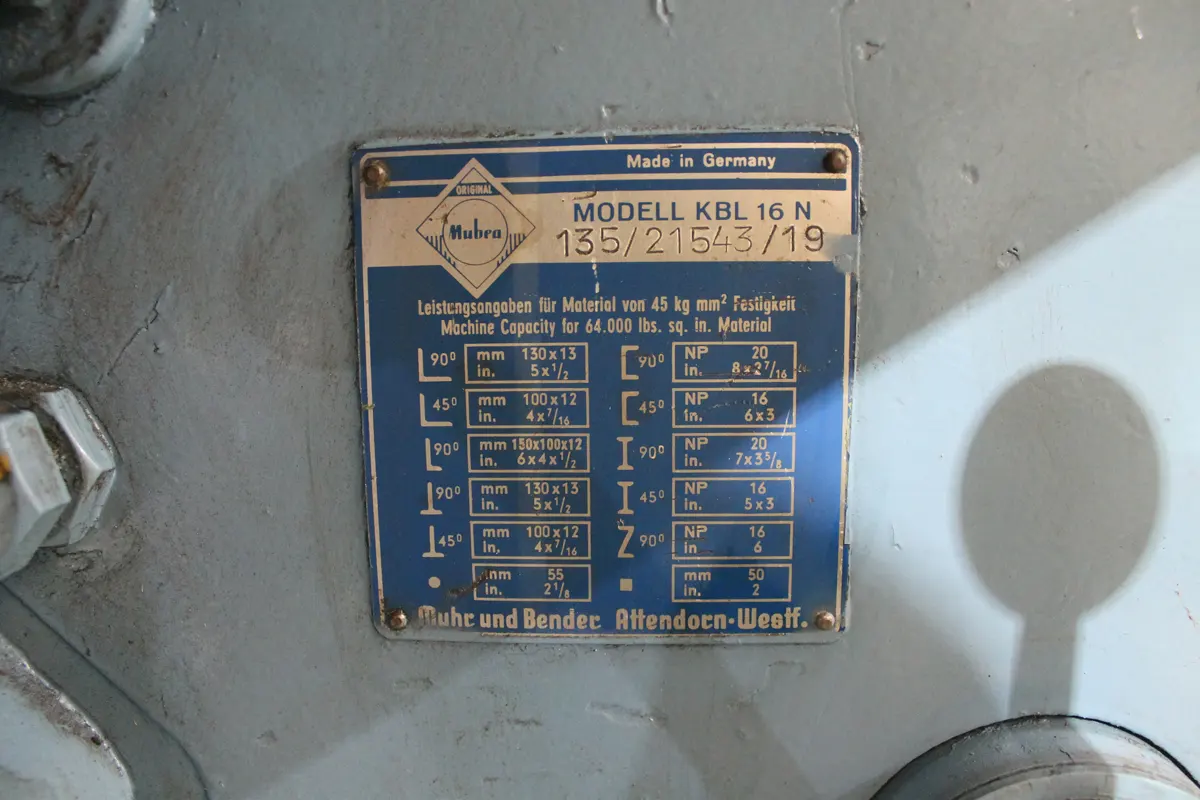 Made in Germany
ORIGINAL
Mubea
MODELL KBL 16 N
135/21543/19
Leistungsangaben für Material von 45 kg mm² Festigkeit
Machine Capacity for 64.000 lbs. sq. in. Material
90° mm 130x13
in. 5x1/2
90° NP 20
in. 8x2 7/16
45° mm 100x12
in. 4x7/16
45° NP 16
in. 6x3
90° mm 150x100x12
in. 6x4x1/2
90° NP 20
in. 7x3 5/8
90° mm 130x13
in. 5x1/2
45° NP 16
in. 5x3
45° mm 100x12
in. 4x7/16
90° NP 16
in 6
mm 55
in. 2 1/8
mm 50
in. 2
Muhr und Bender Attendorn-Westf.